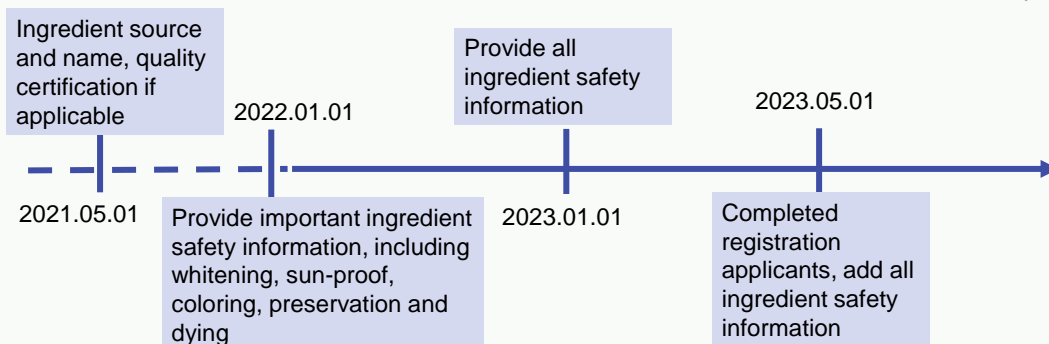 Ingredient source
and name, quality
certification if
applicable
2021.05.01
2022.01.01
Provide important ingredient
safety information, including
whitening, sun-proof,
coloring, preservation and
dying
Provide all
ingredient safety
information
2023.01.01
2023.05.01
Completed
registration
applicants, add all
ingredient safety
information